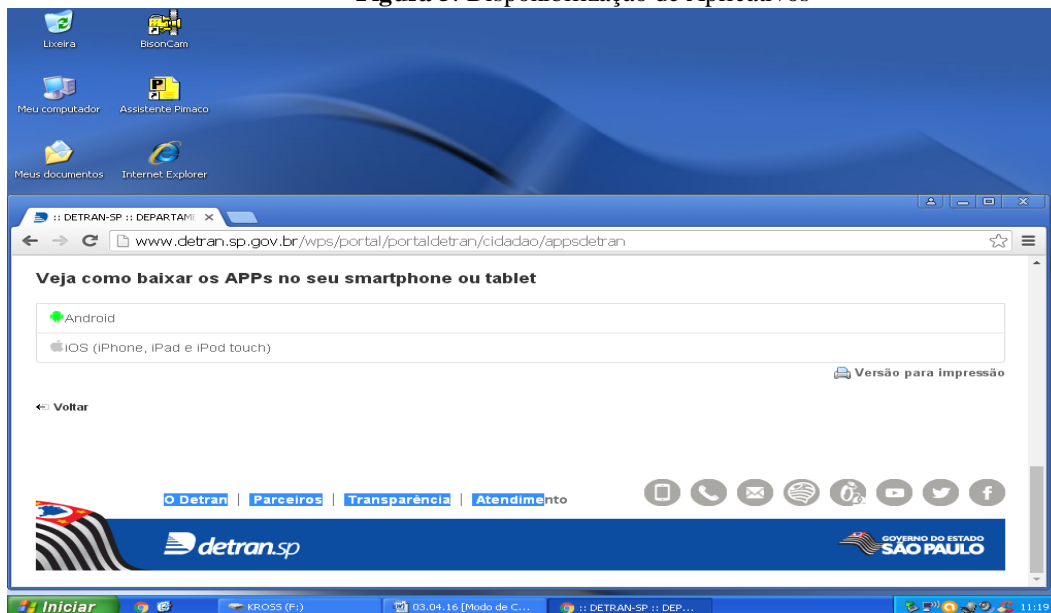 Figura 3: Disponibilização de Aplicativos
Lixeira
BisonCam
Meu computador
Assistente Pimaco
Meus documentos
Internet Explorer
:: DETRAN-SP :: DEPARTAM
www.detran.sp.gov.br/wps/portal/portaldetran/cidadao/appsdetran
Veja como baixar os APPs no seu smartphone ou tablet
Android
iOS (iPhone, iPad e iPod touch)
Versão para impressão
Voltar
O Detran | Parceiros | Transparência | Atendimento
detran.sp
GOVERNO DO ESTADO
SÃO PAULO
Iniciar
KROSS (F:)
03.04.16 [Modo de C...
:: DETRAN-SP :: DEP...
11:19